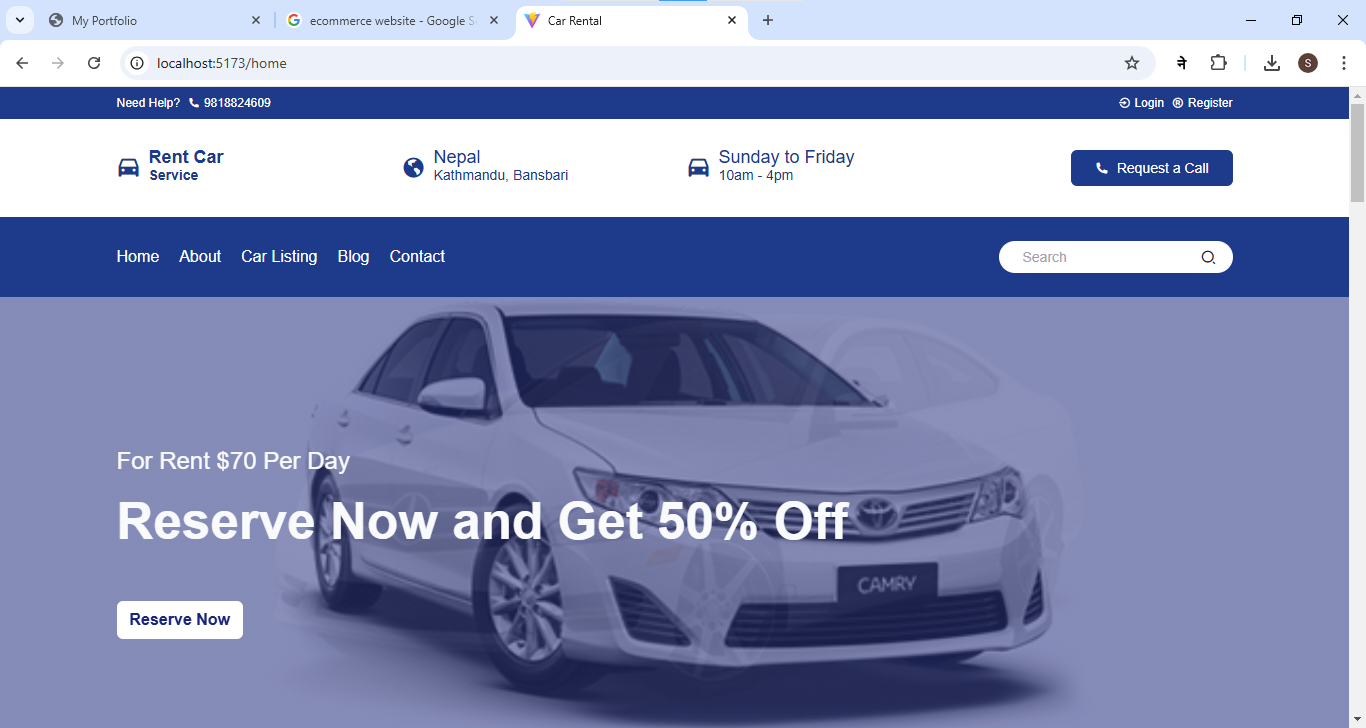 My Portfolio
ecommerce website - Google S
Car Rental
localhost:5173/home
ने
S
Need Help? 9818824609
Login Register
Rent Car
Service
Nepal
Kathmandu, Bansbari
Sunday to Friday
10am - 4pm
Request a Call
Home About Car Listing Blog Contact
Search
For Rent $70 Per Day
Reserve Now and Get 50% Off
CAMRY
Reserve Now